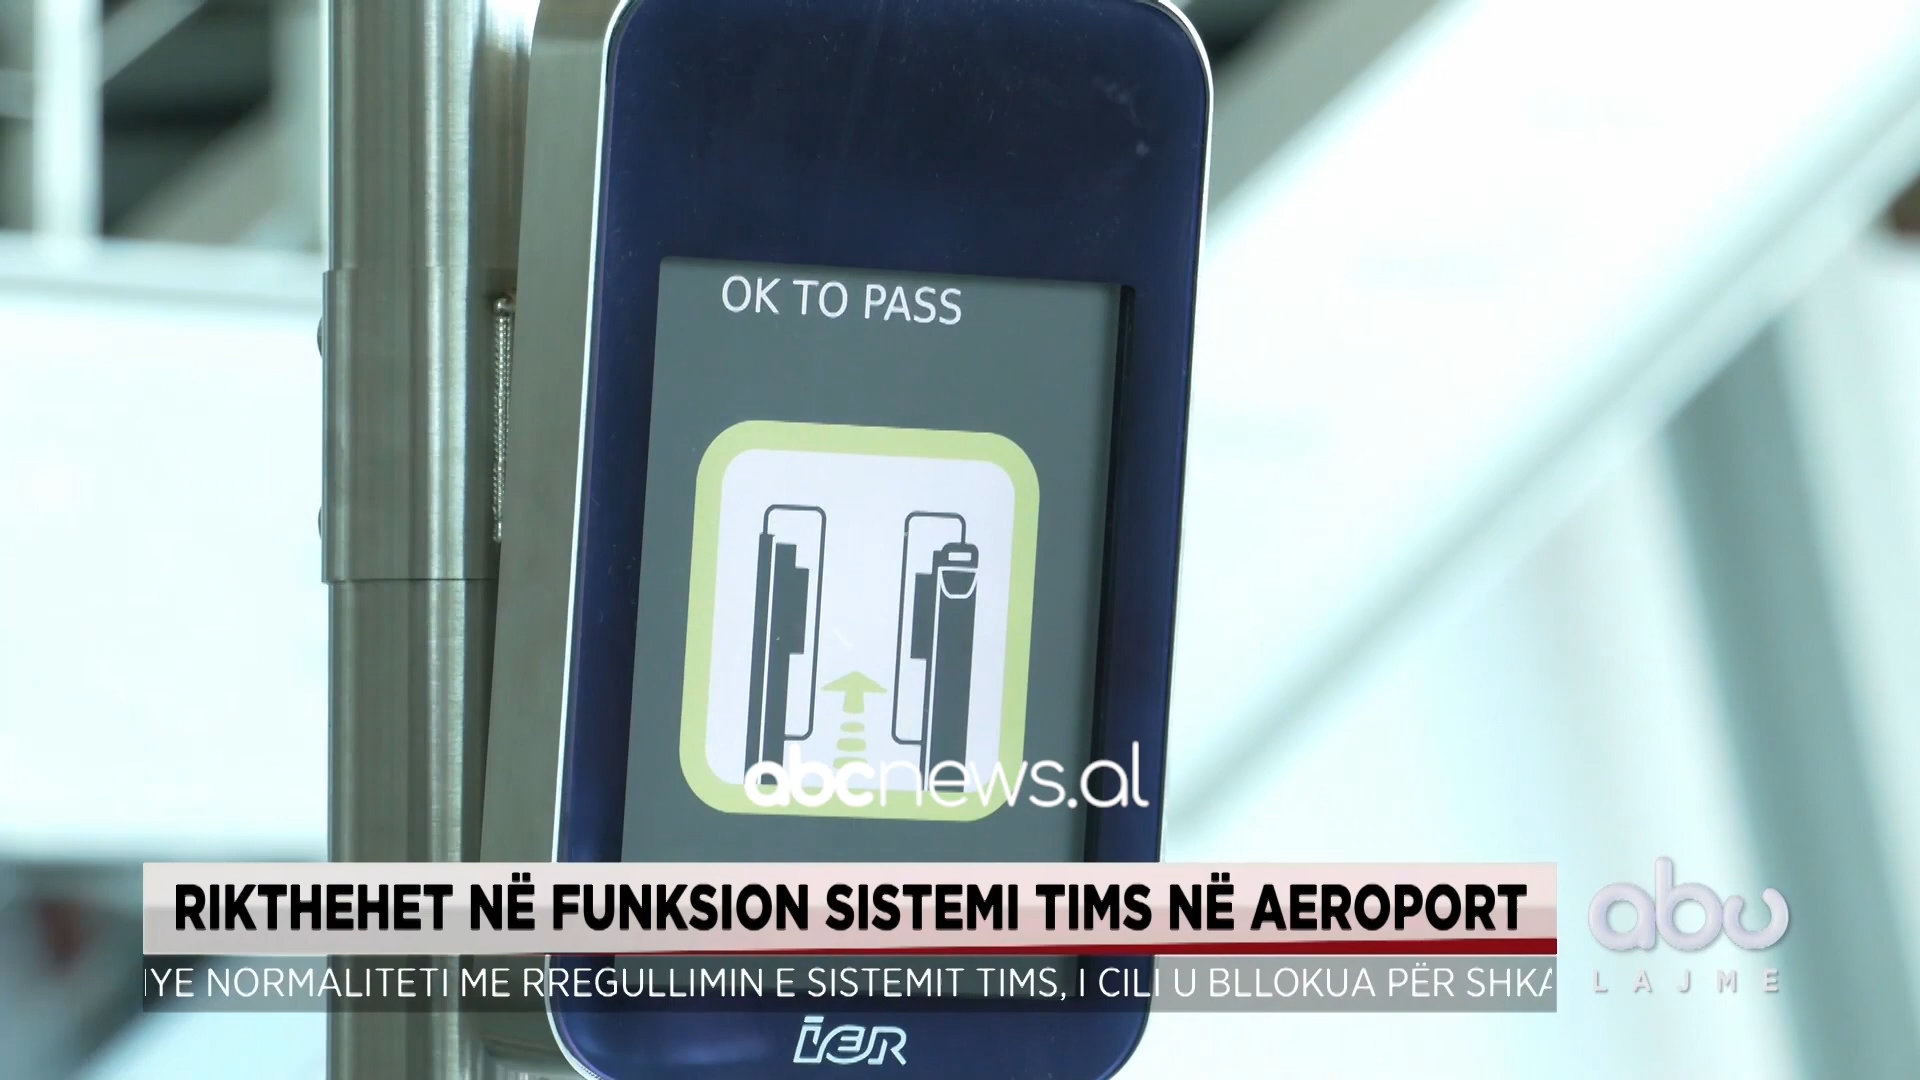 OK TO PASS
abcnews.al
RIKTHEHET NË FUNKSION SISTEMI TIMS NË AEROPORT
NORMALITETI ME RREGULLIMIN E SISTEMIT TIMS, I CILI U BLLOKUA PËR
abc
LAJME
ier